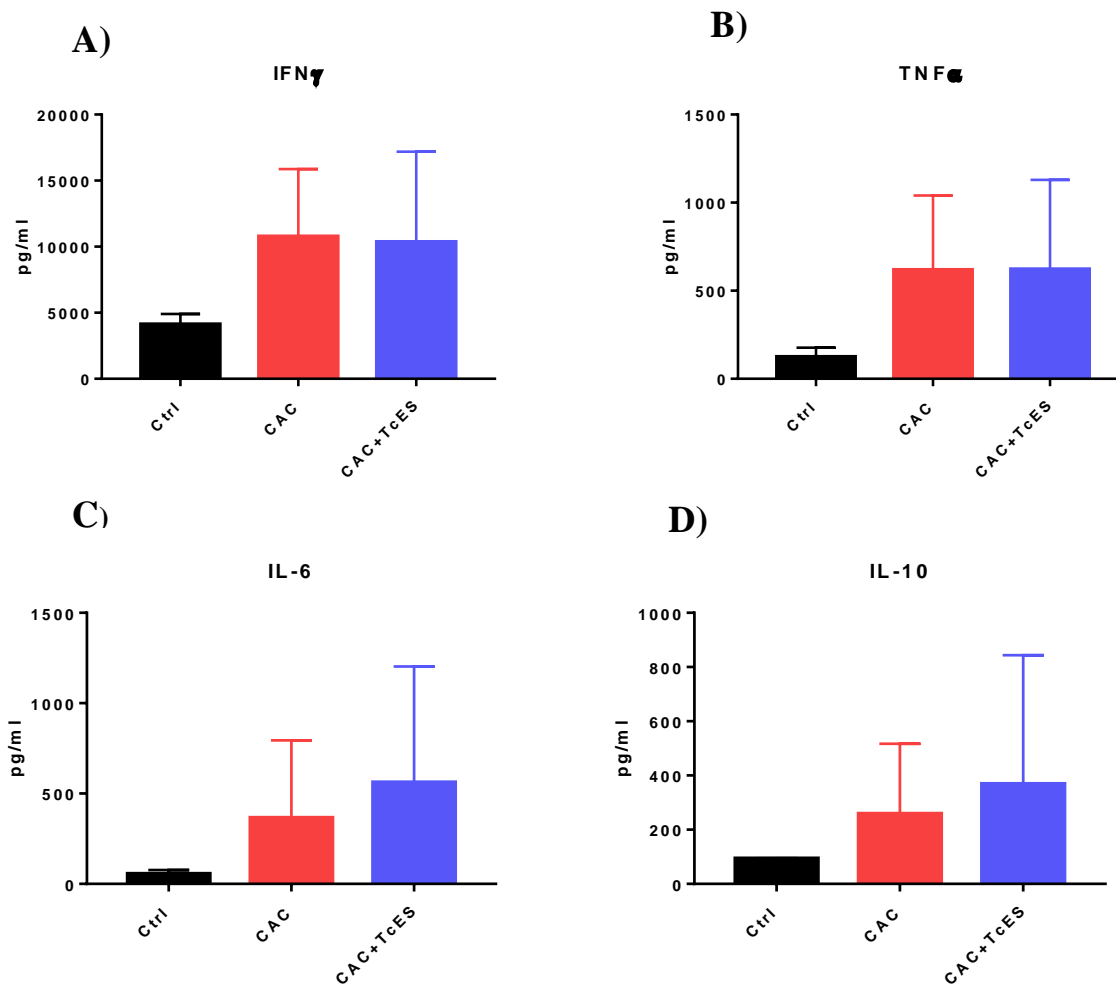 A)
IFNγ
20000
15000
10000
5000
0
pg/ml
Ctrl
CAC
CAC+TcES
B)
TNFα
1500
1000
500
0
pg/ml
Ctrl
CAC
CAC+TcES
C)
IL-6
1500
1000
500
0
pg/ml
Ctrl
CAC
CAC+TcES
D)
IL-10
1000
800
600
400
200
0
pg/ml
Ctrl
CAC
CAC+TcES